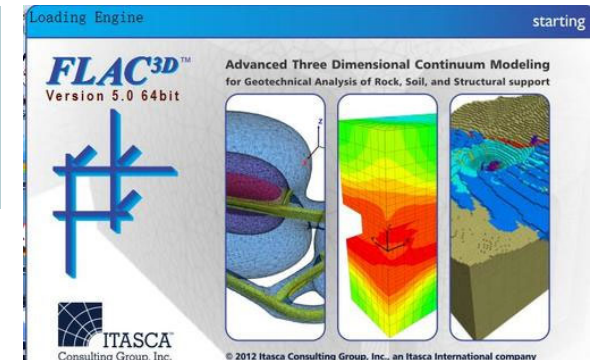 Loading Engine
starting
FLAC3D™
Version 5.0 64bit
Advanced Three Dimensional Continuum Modeling
for Geotechnical Analysis of Rock, Soil, and Structural support
z
ITASCA™
Consulting Group, Inc.
© 2012 Itasca Consulting Group, Inc., an Itasca International company